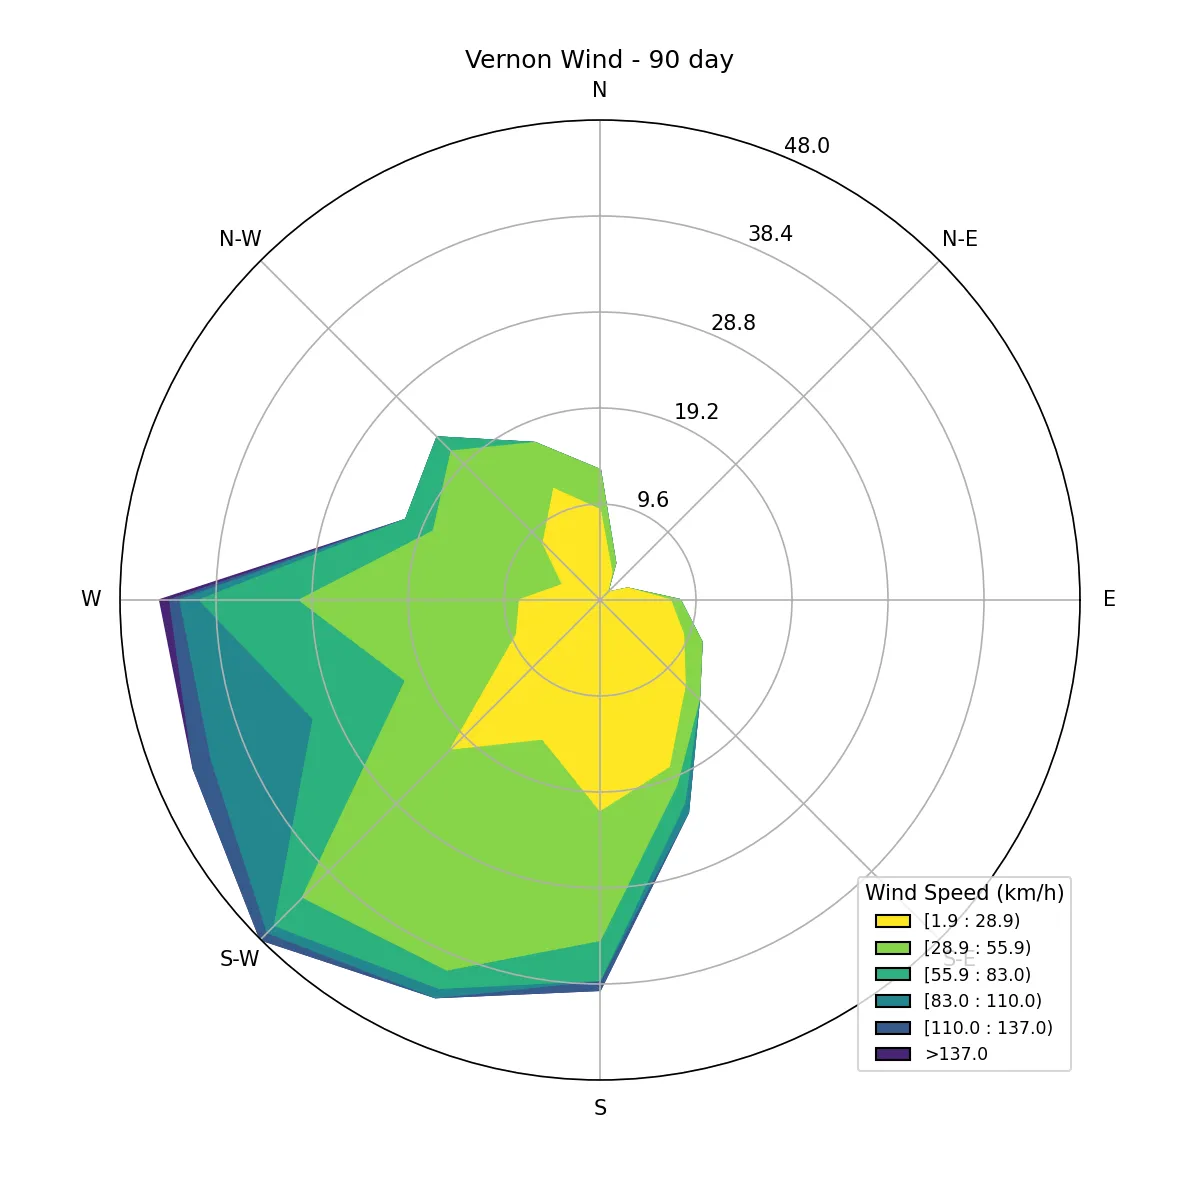 Vernon Wind - 90 day
N
48.0
38.4
N-W
N-E
28.8
19.2
9.6
W
E
Wind Speed (km/h)
[1.9 : 28.9)
[28.9 : 55.9)
S-W
S-E
[55.9 : 83.0)
[83.0 : 110.0)
[110.0 : 137.0)
>137.0
S